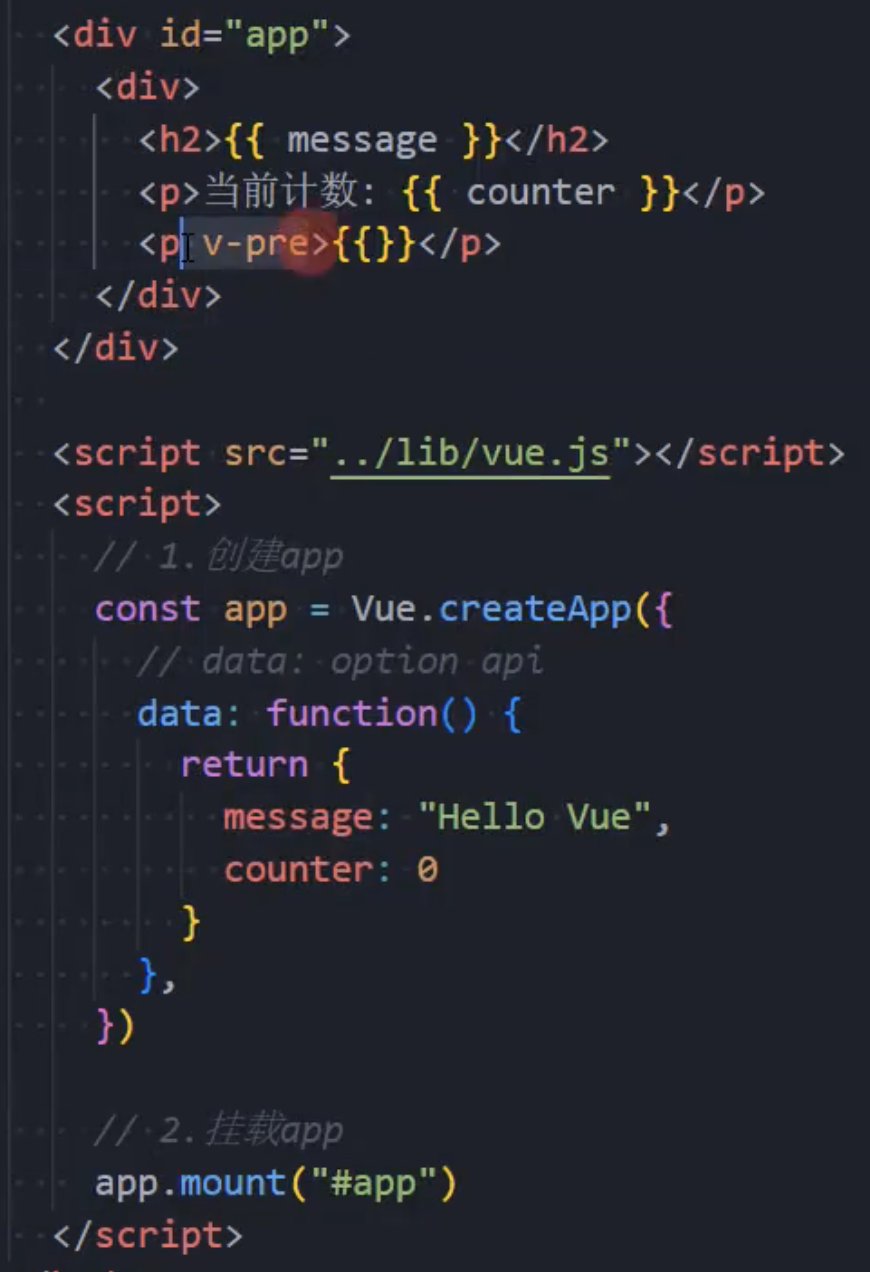 <div id="app">
<div>
<h2>{{ message }}</h2>
<p>当前计数: {{ counter }}</p>
<p v-pre>{{}}</p>
</div>
</div>
<script src="../lib/vue.js"></script>
<script>
// 1.创建app
const app = Vue.createApp({
// data: option api
data: function() {
return {
message: "Hello Vue",
counter: 0
}
},
})
// 2.挂载app
app.mount("#app")
</script>